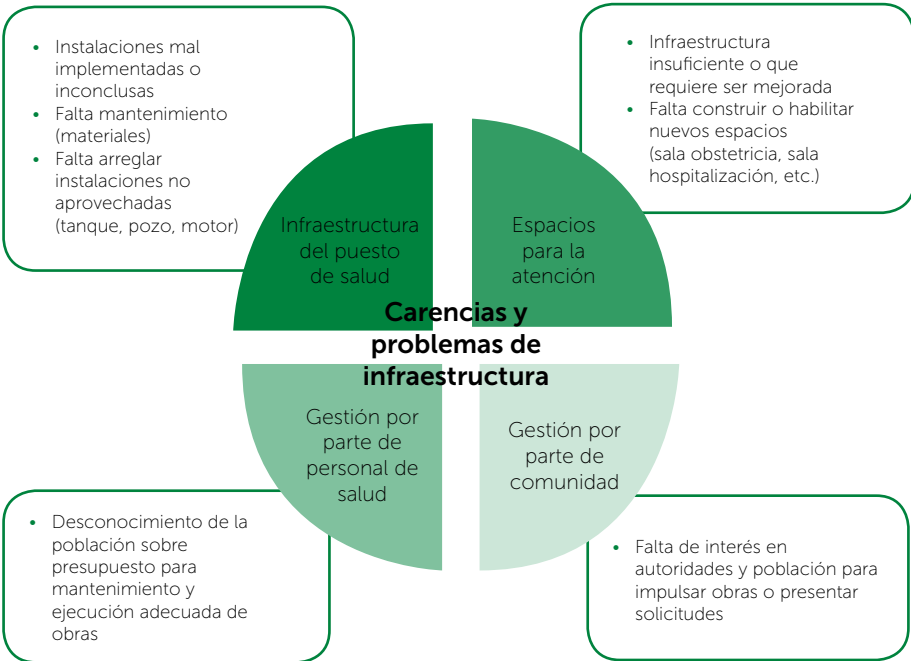 • Instalaciones mal
implementadas o
inconclusas
• Falta mantenimiento
(materiales)
• Falta arreglar
instalaciones no
aprovechadas
(tanque, pozo, motor)
• Infraestructura
insuficiente o que
requiere ser mejorada
• Falta construir o habilitar
nuevos espacios
(sala obstetricia, sala
hospitalización, etc.)
Infraestructura
del puesto
de salud
Espacios
para la
atención
Carencias y
problemas de
infraestructura
Gestión por
parte de
personal de
salud
Gestión por
parte de
comunidad
• Desconocimiento de la
población sobre
presupuesto para
mantenimiento y
ejecución adecuada de
obras
• Falta de interés en
autoridades y población para
impulsar obras o presentar
solicitudes